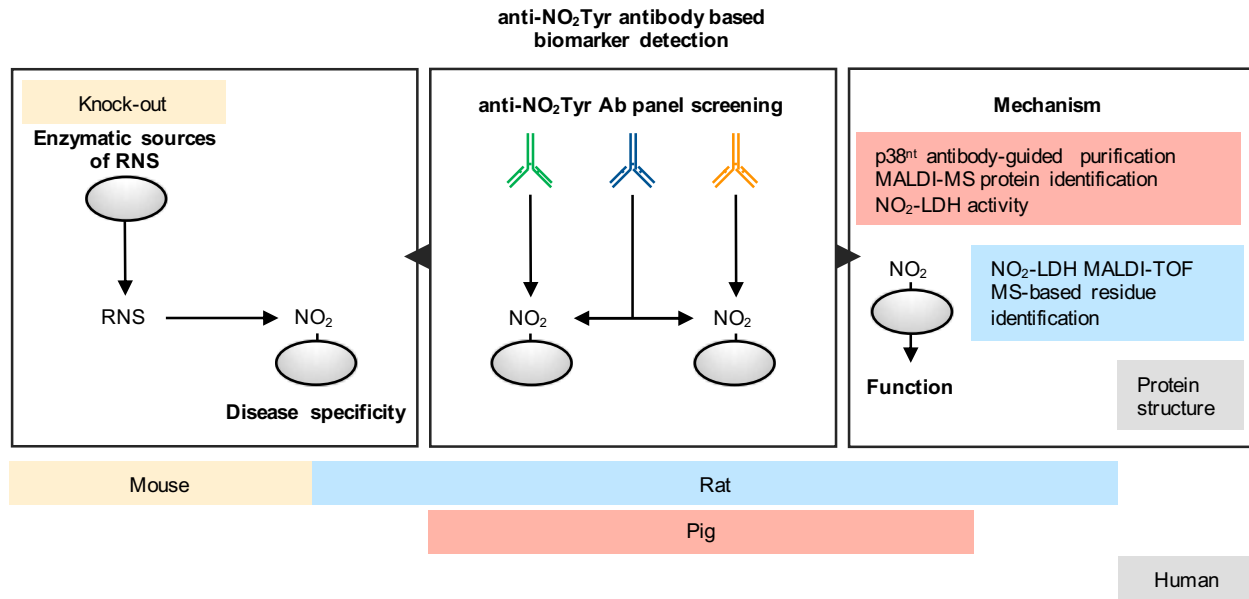 anti-NO₂Tyr antibody based
biomarker detection
Knock-out
Enzymatic sources
of RNS
RNS
NO₂
Disease specificity
anti-NO₂Tyr Ab panel screening
NO₂
NO₂
Mechanism
p38ⁿᵗ antibody-guided purification
MALDI-MS protein identification
NO₂-LDH activity
NO₂
NO₂-LDH MALDI-TOF
MS-based residue
identification
Function
Protein
structure
Mouse
Rat
Pig
Human